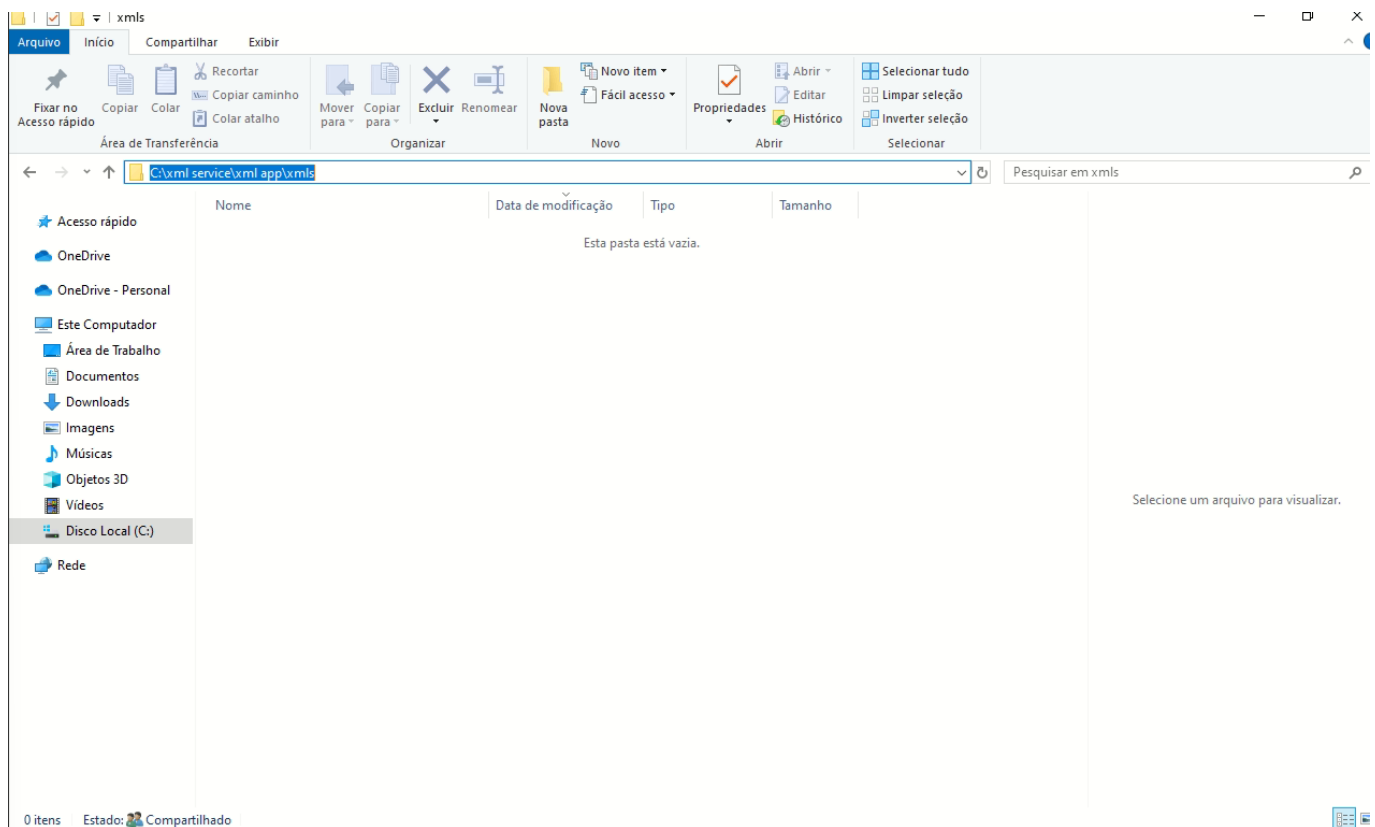 xmls
Arquivo Início Compartilhar Exibir
Fixar no Acesso rápido
Copiar
Colar
Recortar
Copiar caminho
Colar atalho
Área de Transferência
Mover para
Copiar para
Excluir
Renomear
Organizar
Nova pasta
Novo item
Fácil acesso
Novo
Propriedades
Abrir
Editar
Histórico
Abrir
Selecionar tudo
Limpar seleção
Inverter seleção
Selecionar
C:\xml service\xml app\xmls
Pesquisar em xmls
Nome Data de modificação Tipo Tamanho
Esta pasta está vazia.
Acesso rápido
OneDrive
OneDrive - Personal
Este Computador
Área de Trabalho
Documentos
Downloads
Imagens
Músicas
Objetos 3D
Vídeos
Disco Local (C:)
Rede
Selecione um arquivo para visualizar.
0 itens Estado: Compartilhado